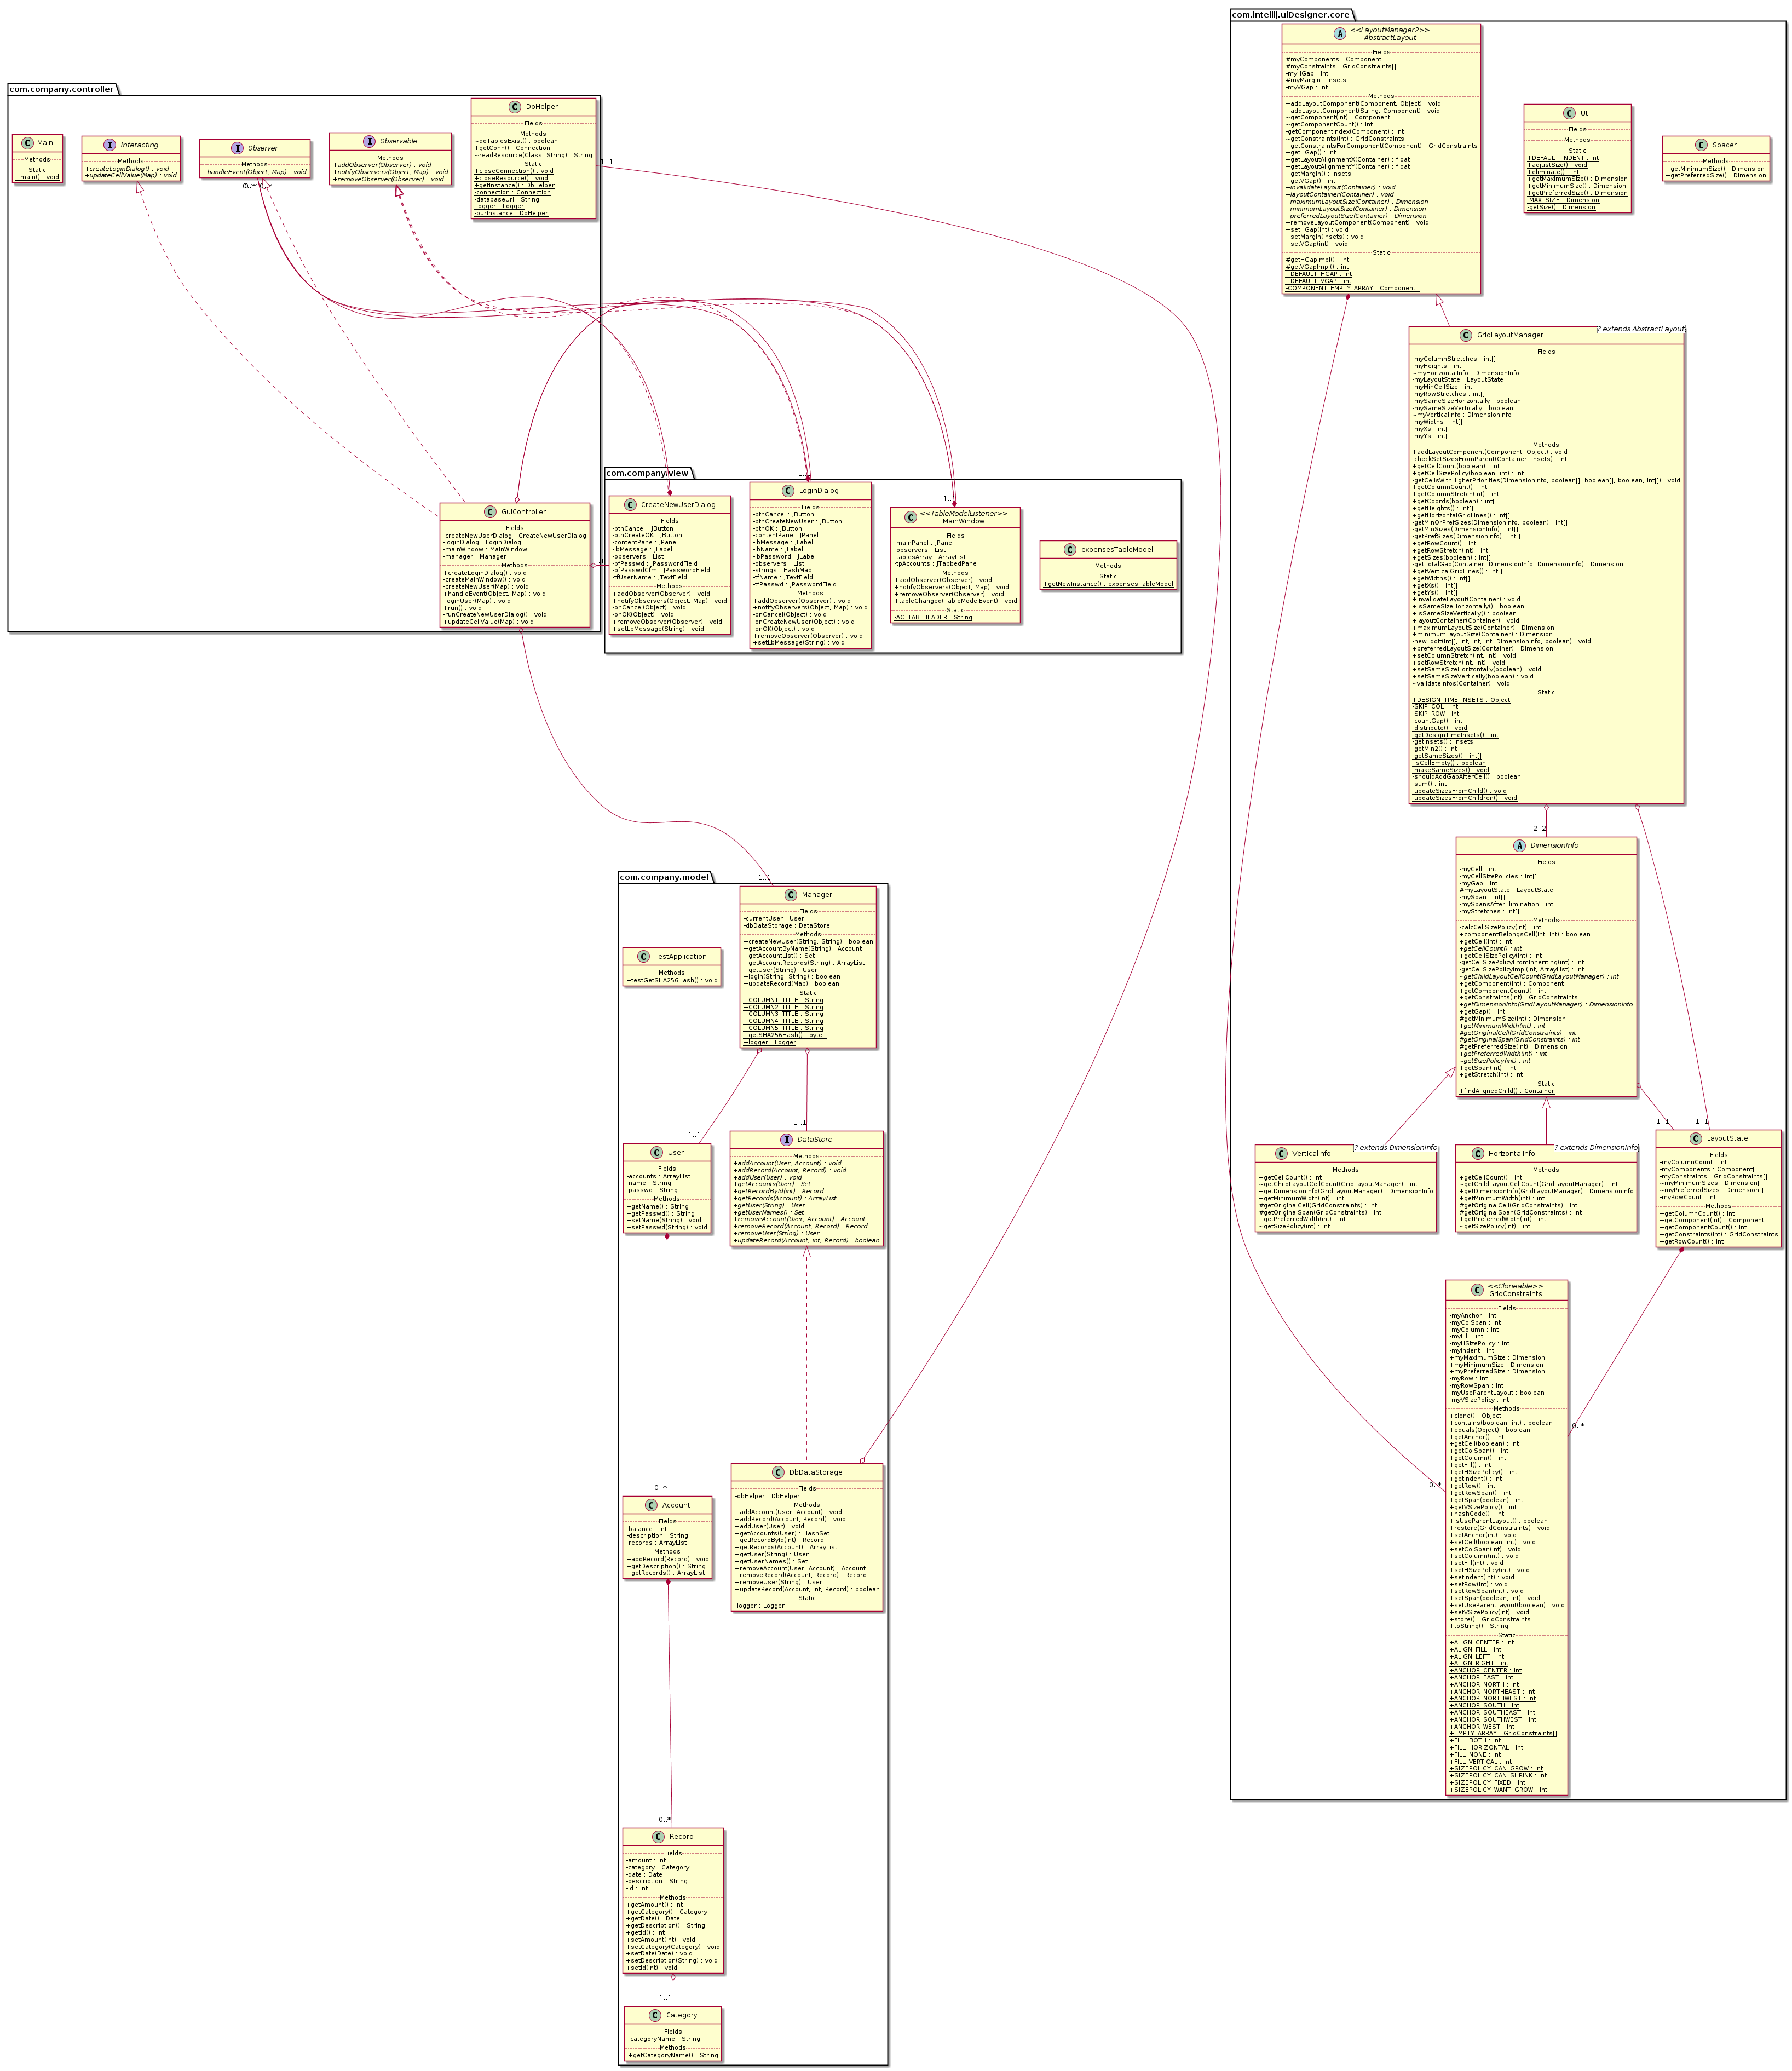 com.company.controller
Main
Methods
Static
+main() : void
Interacting
Methods
+createLoginDialog() : void
+updateCellValue(Map) : void
Observer
Methods
+handleEvent(Object, Map) : void
Observable
Methods
+addObserver(Observer) : void
+notifyObservers(Object, Map) : void
+removeObserver(Observer) : void
DbHelper
Fields
Methods
~doTablesExist() : boolean
+getConn() : Connection
~readResource(Class, String) : String
Static
+closeConnection() : void
+closeResource() : void
+getInstance() : DbHelper
-connection : Connection
-databaseUrl : String
-logger : Logger
-ourInstance : DbHelper
1..1
0..*
GuiController
Fields
-createNewUserDialog : CreateNewUserDialog
-loginDialog : LoginDialog
-mainWindow : MainWindow
-manager : Manager
Methods
+createLoginDialog() : void
-createMainWindow() : void
-createNewUser(Map) : void
+handleEvent(Object, Map) : void
-loginUser(Map) : void
+run() : void
-runCreateNewUserDialog() : void
+updateCellValue(Map) : void
1..1
com.company.view
CreateNewUserDialog
Fields
-btnCancel : JButton
-btnCreateOK : JButton
-contentPane : JPanel
-lbMessage : JLabel
-observers : List
-pfPasswd : JPasswordField
-pfPasswdCfm : JPasswordField
-tfUserName : JTextField
Methods
+addObserver(Observer) : void
+notifyObservers(Object, Map) : void
-onCancel(Object) : void
-onOK(Object) : void
+removeObserver(Observer) : void
+setLbMessage(String) : void
1..1
LoginDialog
Fields
-btnCancel : JButton
-btnCreateNewUser : JButton
-btnOK : JButton
-contentPane : JPanel
-lbMessage : JLabel
-lbName : JLabel
-lbPassword : JLabel
-observers : List
-strings : HashMap
-tfName : JTextField
-tfPasswd : JPasswordField
Methods
+addObserver(Observer) : void
+notifyObservers(Object, Map) : void
-onCancel(Object) : void
-onCreateNewUser(Object) : void
-onOK(Object) : void
+removeObserver(Observer) : void
+setLbMessage(String) : void
1..1
<<TableModelListener>>
MainWindow
Fields
-mainPanel : JPanel
-observers : List
-tablesArray : ArrayList
-tpAccounts : JTabbedPane
Methods
+addObserver(Observer) : void
+notifyObservers(Object, Map) : void
+removeObserver(Observer) : void
+tableChanged(TableModelEvent) : void
Static
-AC_TAB_HEADER : String
expensesTableModel
Methods
Static
+getNewInstance() : expensesTableModel
com.company.model
TestApplication
Methods
+testGetSHA256Hash() : void
1..1
Manager
Fields
-currentUser : User
-dbDataStorage : DataStore
Methods
+createNewUser(String, String) : boolean
+getAccountByName(String) : Account
+getAccountList() : Set
+getAccountRecords(String) : ArrayList
+getUser(String) : User
+login(String, String) : boolean
+updateRecord(Map) : boolean
Static
+COLUMN1_TITLE : String
+COLUMN2_TITLE : String
+COLUMN3_TITLE : String
+COLUMN4_TITLE : String
+COLUMN5_TITLE : String
+getSHA256Hash() : byte[]
+logger : Logger
1..1
User
Fields
-accounts : ArrayList
-name : String
-passwd : String
Methods
+getName() : String
+getPasswd() : String
+setName(String) : void
+setPasswd(String) : void
1..1
DataStore
Methods
+addAccount(User, Account) : void
+addRecord(Account, Record) : void
+addUser(User) : void
+getAccounts(User) : Set
+getRecordById(int) : Record
+getRecords(Account) : ArrayList
+getUser(String) : User
+getUserNames() : Set
+removeAccount(User, Account) : Account
+removeRecord(Account, Record) : Record
+removeUser(String) : User
+updateRecord(Account, int, Record) : boolean
DbDataStorage
Fields
-dbHelper : DbHelper
Methods
+addAccount(User, Account) : void
+addRecord(Account, Record) : void
+addUser(User) : void
+getAccounts(User) : HashSet
+getRecordById(int) : Record
+getRecords(Account) : ArrayList
+getUser(String) : User
+getUserNames() : Set
+removeAccount(User, Account) : Account
+removeRecord(Account, Record) : Record
+removeUser(String) : User
+updateRecord(Account, int, Record) : boolean
Static
-logger : Logger
0..*
Account
Fields
-balance : int
-description : String
-records : ArrayList
Methods
+addRecord(Record) : void
+getDescription() : String
+getRecords() : ArrayList
0..*
Record
Fields
-amount : int
-category : Category
-date : Date
-description : String
-id : int
Methods
+getAmount() : int
+getCategory() : Category
+getDate() : Date
+getDescription() : String
+getId() : int
+setAmount(int) : void
+setCategory(Category) : void
+setDate(Date) : void
+setDescription(String) : void
+setId(int) : void
1..1
Category
Fields
-categoryName : String
Methods
+getCategoryName() : String
com.intellij.uiDesigner.core
<<LayoutManager2>>
AbstractLayout
Fields
#myComponents : Component[]
#myConstraints : GridConstraints[]
-myHGap : int
#myMargin : Insets
-myVGap : int
Methods
+addLayoutComponent(Component, Object) : void
+addLayoutComponent(String, Component) : void
~getComponent(int) : Component
~getComponentCount() : int
-getComponentIndex(Component) : int
~getConstraints(int) : GridConstraints
+getConstraintsForComponent(Component) : GridConstraints
+getHGap() : int
+getLayoutAlignmentX(Container) : float
+getLayoutAlignmentY(Container) : float
+getMargin() : Insets
+getVGap() : int
+invalidateLayout(Container) : void
+layoutContainer(Container) : void
+maximumLayoutSize(Container) : Dimension
+minimumLayoutSize(Container) : Dimension
+preferredLayoutSize(Container) : Dimension
+removeLayoutComponent(Component) : void
+setHGap(int) : void
+setMargin(Insets) : void
+setVGap(int) : void
Static
#getHGapImpl() : int
#getVGapImpl() : int
+DEFAULT_HGAP : int
+DEFAULT_VGAP : int
-COMPONENT_EMPTY_ARRAY : Component[]
Util
Fields
Methods
Static
+DEFAULT_INDENT : int
+adjustSize() : void
+eliminate() : int
+getMaximumSize() : Dimension
+getMinimumSize() : Dimension
+getPreferredSize() : Dimension
-MAX_SIZE : Dimension
-getSize() : Dimension
Spacer
Methods
+getMinimumSize() : Dimension
+getPreferredSize() : Dimension
GridLayoutManager
? extends AbstractLayout
Fields
-myColumnStretches : int[]
-myHeights : int[]
~myHorizontalInfo : DimensionInfo
-myLayoutState : LayoutState
-myMinCellSize : int
-myRowStretches : int[]
-mySameSizeHorizontally : boolean
-mySameSizeVertically : boolean
~myVerticalInfo : DimensionInfo
-myWidths : int[]
-myXs : int[]
-myYs : int[]
Methods
+addLayoutComponent(Component, Object) : void
-checkSetSizesFromParent(Container, Insets) : int
+getCellCount(boolean) : int
+getCellSizePolicy(boolean, int) : int
-getCellsWithHigherPriorities(DimensionInfo, boolean[], boolean[], boolean, int[]) : void
+getColumnCount() : int
+getColumnStretch(int) : int
+getCoords(boolean) : int[]
+getHeights() : int[]
+getHorizontalGridLines() : int[]
-getMinOrPrefSizes(DimensionInfo, boolean) : int[]
-getMinSizes(DimensionInfo) : int[]
-getPrefSizes(DimensionInfo) : int[]
+getRowCount() : int
+getRowStretch(int) : int
+getSizes(boolean) : int[]
-getTotalGap(Container, DimensionInfo, DimensionInfo) : Dimension
+getVerticalGridLines() : int[]
+getWidths() : int[]
+getXs() : int[]
+getYs() : int[]
+invalidateLayout(Container) : void
+isSameSizeHorizontally() : boolean
+isSameSizeVertically() : boolean
+layoutContainer(Container) : void
+maximumLayoutSize(Container) : Dimension
+minimumLayoutSize(Container) : Dimension
-new_doIt(int[], int, int, int, DimensionInfo, boolean) : void
+preferredLayoutSize(Container) : Dimension
+setColumnStretch(int, int) : void
+setRowStretch(int, int) : void
+setSameSizeHorizontally(boolean) : void
+setSameSizeVertically(boolean) : void
~validateInfos(Container) : void
Static
+DESIGN_TIME_INSETS : Object
-SKIP_COL : int
-SKIP_ROW : int
-countGap() : int
-distribute() : void
-getDesignTimeInsets() : int
-getInsets() : Insets
-getMin2() : int
-getSameSizes() : int[]
-isCellEmpty() : boolean
-makeSameSizes() : void
-shouldAddGapAfterCell() : boolean
-sum() : int
-updateSizesFromChild() : void
-updateSizesFromChildren() : void
2..2
DimensionInfo
Fields
-myCell : int[]
-myCellSizePolicies : int[]
-myGap : int
#myLayoutState : LayoutState
-mySpan : int[]
-mySpansAfterElimination : int[]
-myStretches : int[]
Methods
-calcCellSizePolicy(int) : int
+componentBelongsCell(int, int) : boolean
+getCell(int) : int
+getCellCount() : int
+getCellSizePolicy(int) : int
-getCellSizePolicyFromInheriting(int) : int
-getCellSizePolicyImpl(int, ArrayList) : int
~getChildLayoutCellCount(GridLayoutManager) : int
+getComponent(int) : Component
+getComponentCount() : int
+getConstraints(int) : GridConstraints
+getDimensionInfo(GridLayoutManager) : DimensionInfo
+getGap() : int
#getMinimumSize(int) : Dimension
+getMinimumWidth(int) : int
#getOriginalCell(GridConstraints) : int
#getOriginalSpan(GridConstraints) : int
#getPreferredSize(int) : Dimension
+getPreferredWidth(int) : int
~getSizePolicy(int) : int
+getSpan(int) : int
+getStretch(int) : int
Static
+findAlignedChild() : Container
VerticalInfo
? extends DimensionInfo
Methods
+getCellCount() : int
~getChildLayoutCellCount(GridLayoutManager) : int
+getDimensionInfo(GridLayoutManager) : DimensionInfo
+getMinimumWidth(int) : int
#getOriginalCell(GridConstraints) : int
#getOriginalSpan(GridConstraints) : int
+getPreferredWidth(int) : int
~getSizePolicy(int) : int
HorizontalInfo
? extends DimensionInfo
Methods
+getCellCount() : int
~getChildLayoutCellCount(GridLayoutManager) : int
+getDimensionInfo(GridLayoutManager) : DimensionInfo
+getMinimumWidth(int) : int
#getOriginalCell(GridConstraints) : int
#getOriginalSpan(GridConstraints) : int
+getPreferredWidth(int) : int
~getSizePolicy(int) : int
1..1
1..1
LayoutState
Fields
-myColumnCount : int
-myComponents : Component[]
-myConstraints : GridConstraints[]
~myMinimumSizes : Dimension[]
~myPreferredSizes : Dimension[]
-myRowCount : int
Methods
+getColumnCount() : int
+getComponent(int) : Component
+getComponentCount() : int
+getConstraints(int) : GridConstraints
+getRowCount() : int
0..*
0..*
<<Cloneable>>
GridConstraints
Fields
-myAnchor : int
-myColSpan : int
-myColumn : int
-myFill : int
-myHSizePolicy : int
-myIndent : int
+myMaximumSize : Dimension
+myMinimumSize : Dimension
+myPreferredSize : Dimension
-myRow : int
-myRowSpan : int
-myUseParentLayout : boolean
-myVSizePolicy : int
Methods
+clone() : Object
+contains(boolean, int) : boolean
+equals(Object) : boolean
+getAnchor() : int
+getCell(boolean) : int
+getColSpan() : int
+getColumn() : int
+getFill() : int
+getHSizePolicy() : int
+getIndent() : int
+getRow() : int
+getRowSpan() : int
+getSpan(boolean) : int
+getVSizePolicy() : int
+hashCode() : int
+isUseParentLayout() : boolean
+restore(GridConstraints) : void
+setAnchor(int) : void
+setCell(boolean, int) : void
+setColSpan(int) : void
+setColumn(int) : void
+setFill(int) : void
+setHSizePolicy(int) : void
+setIndent(int) : void
+setRow(int) : void
+setRowSpan(int) : void
+setSpan(boolean, int) : void
+setUseParentLayout(boolean) : void
+setVSizePolicy(int) : void
+store() : GridConstraints
+toString() : String
Static
+ALIGN_CENTER : int
+ALIGN_FILL : int
+ALIGN_LEFT : int
+ALIGN_RIGHT : int
+ANCHOR_CENTER : int
+ANCHOR_EAST : int
+ANCHOR_NORTH : int
+ANCHOR_NORTHEAST : int
+ANCHOR_NORTHWEST : int
+ANCHOR_SOUTH : int
+ANCHOR_SOUTHEAST : int
+ANCHOR_SOUTHWEST : int
+ANCHOR_WEST : int
+EMPTY_ARRAY : GridConstraints[]
+FILL_BOTH : int
+FILL_HORIZONTAL : int
+FILL_NONE : int
+FILL_VERTICAL : int
+SIZEPOLICY_CAN_GROW : int
+SIZEPOLICY_CAN_SHRINK : int
+SIZEPOLICY_FIXED : int
+SIZEPOLICY_WANT_GROW : int